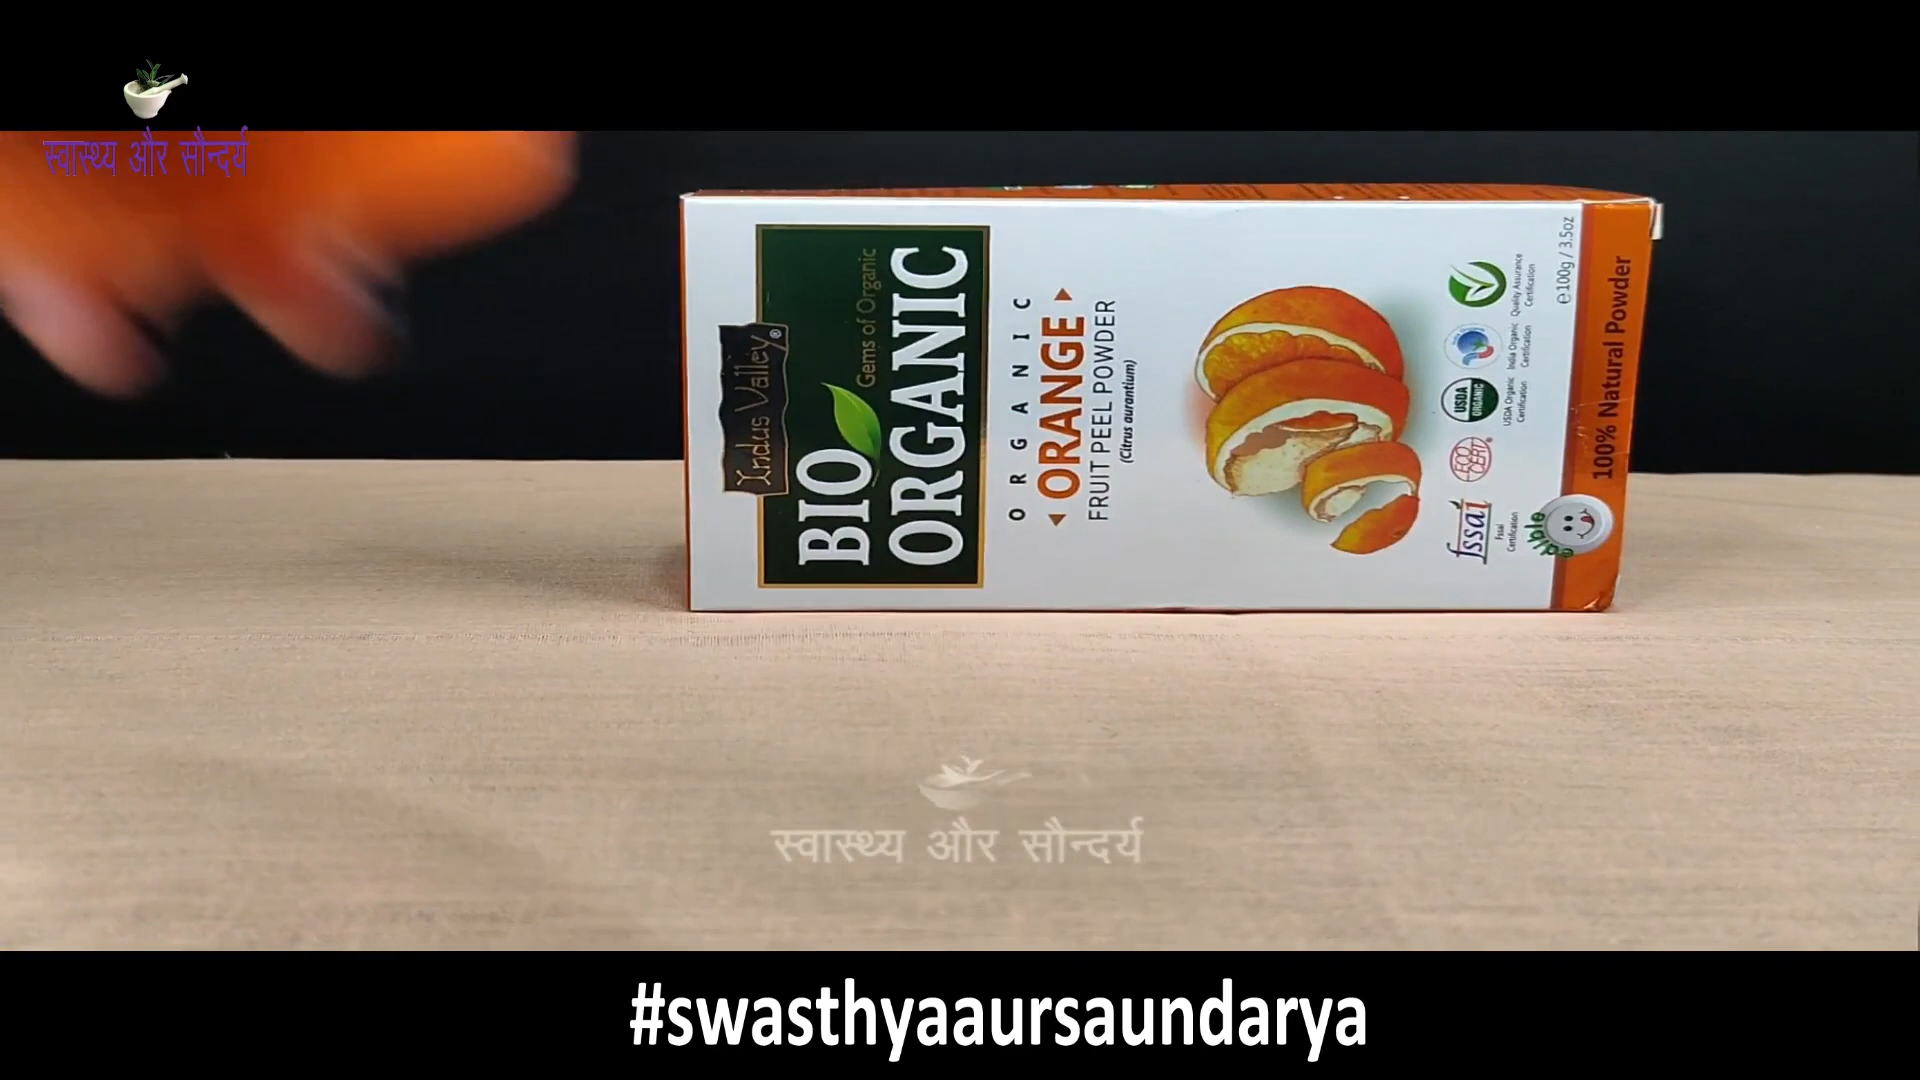 स्वास्थ्य और सौन्दर्य
Indus Valley®
Gems of Organic
BIO
ORGANIC
ORGANIC
ORANGE
FRUIT PEEL POWDER
(Citrus aurantium)
fssai
Fssai
Certification
ECO
CERT®
USDA
ORGANIC
USDA Organic
Certification
India Organic
Certification
Quality Assurance
Certification
e100g / 3.5oz
100% Natural Powder
edible
स्वास्थ्य और सौन्दर्य
#swasthyaaursaundarya